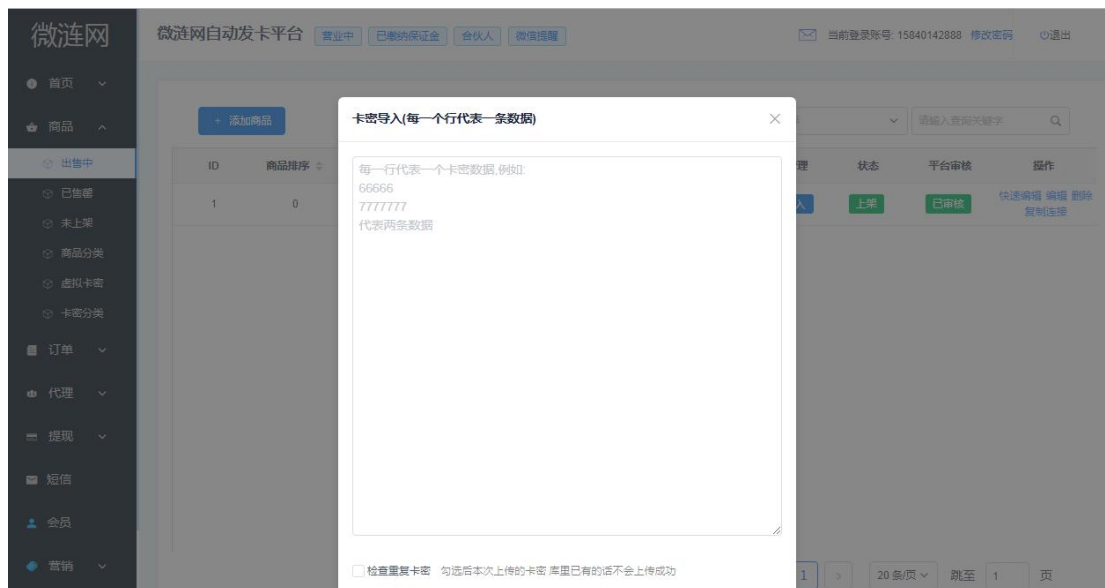 微涟网
微涟网自动发卡平台 营业中 已缴纳保证金 合伙人 微信提醒
当前登录账号: 15840142888 修改密码 退出
首页
商品
出售中
已售罄
未上架
商品分类
虚拟卡密
卡密分类
订单
代理
提现
短信
会员
营销
+ 添加商品
请输入查询关键字
ID 商品排序 理 状态 平台审核 操作
1 0 入 上架 已审核 快速编辑 编辑 删除
复制连接
卡密导入(每一个行代表一条数据)
每一行代表一个卡密数据,例如:
66666
7777777
代表两条数据
检查重复卡密 勾选后本次上传的卡密 库里已有的话不会上传成功
1 20 条/页 跳至 1 页